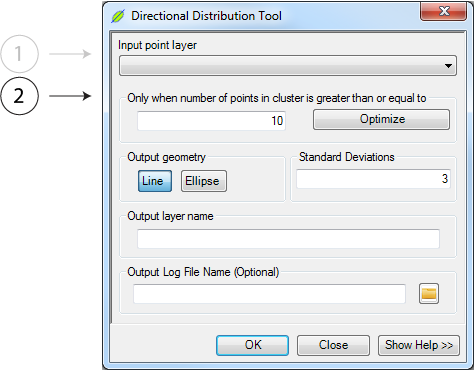 Directional Distribution Tool
1
Input point layer
2
Only when number of points in cluster is greater than or equal to
10
Optimize
Output geometry
Standard Deviations
Line
Ellipse
3
Output layer name
Output Log File Name (Optional)
OK
Close
Show Help >>